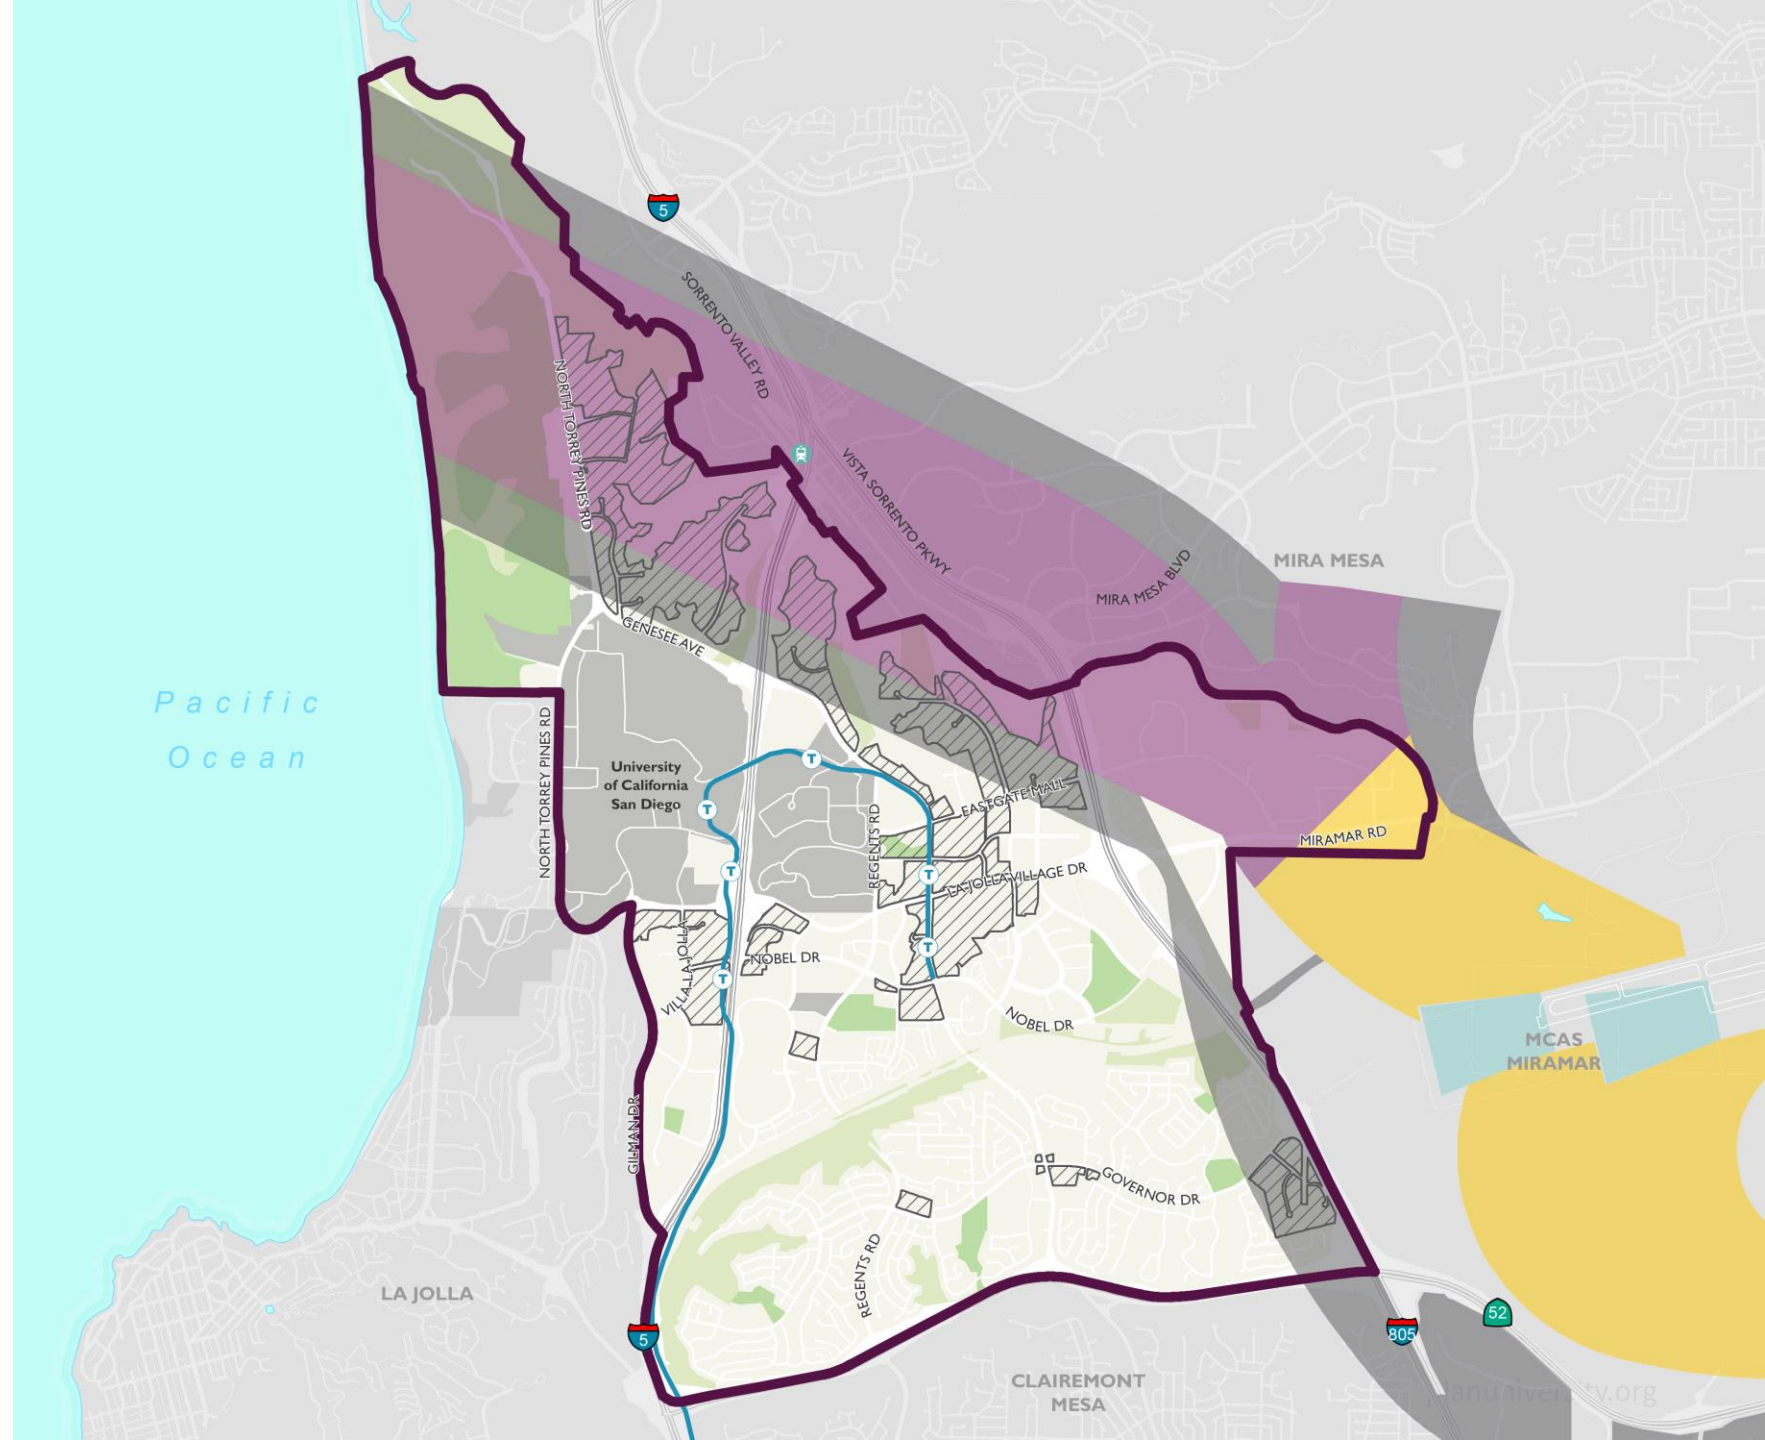 5
SORRENTO VALLEY RD
NORTH TORREY PINES RD
VISTA SORRENTO PKWY
MIRA MESA BLVD
MIRA MESA
GENESEE AVE
Pacific
Ocean
NORTH TORREY PINES RD
University
of California
San Diego
T
T
T
T
T
T
REGENTS RD
EASTGATE MALL
MIRAMAR RD
LA JOLLA VILLAGE DR
VILLA LA JOLLA
NOBEL DR
NOBEL DR
MCAS
MIRAMAR
GILMAN DR
GOVERNOR DR
REGENTS RD
LA JOLLA
5
52
805
CLAIREMONT
MESA
planuniversity.org